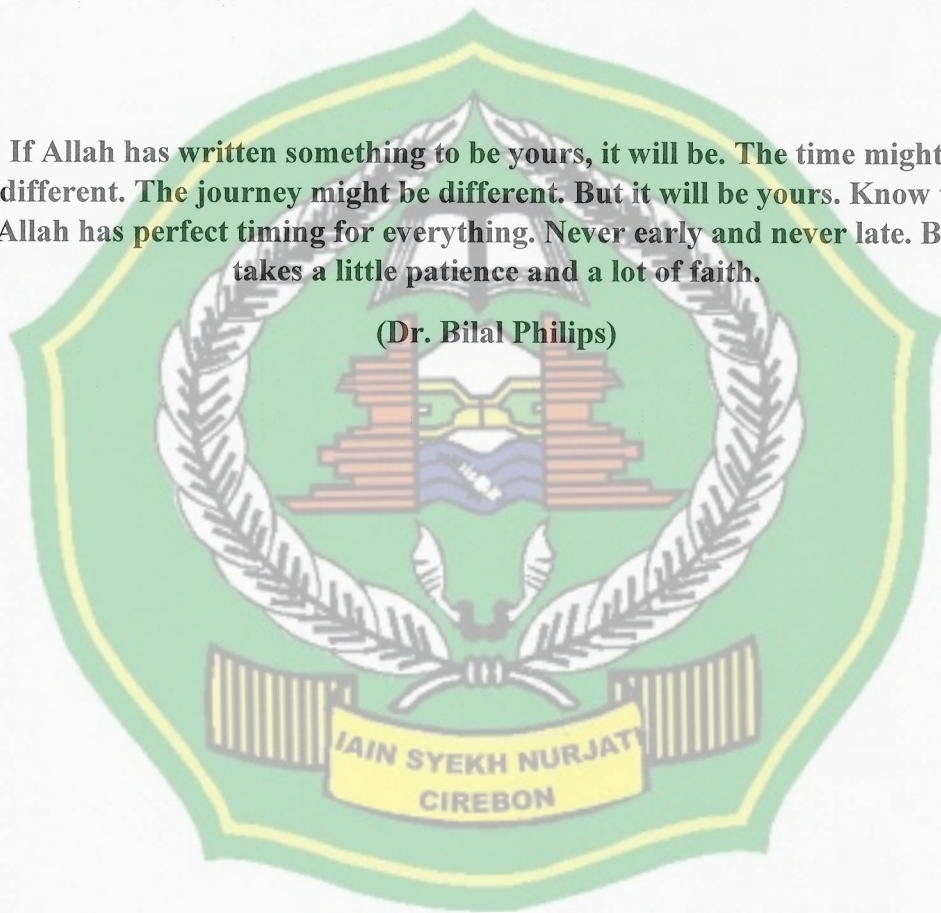 If Allah has written something to be yours, it will be. The time might
different. The journey might be different. But it will be yours. Know
Allah has perfect timing for everything. Never early and never late. B
takes a little patience and a lot of faith.
(Dr. Bilal Philips)
IAIN SYEKH NURJATI
CIREBON